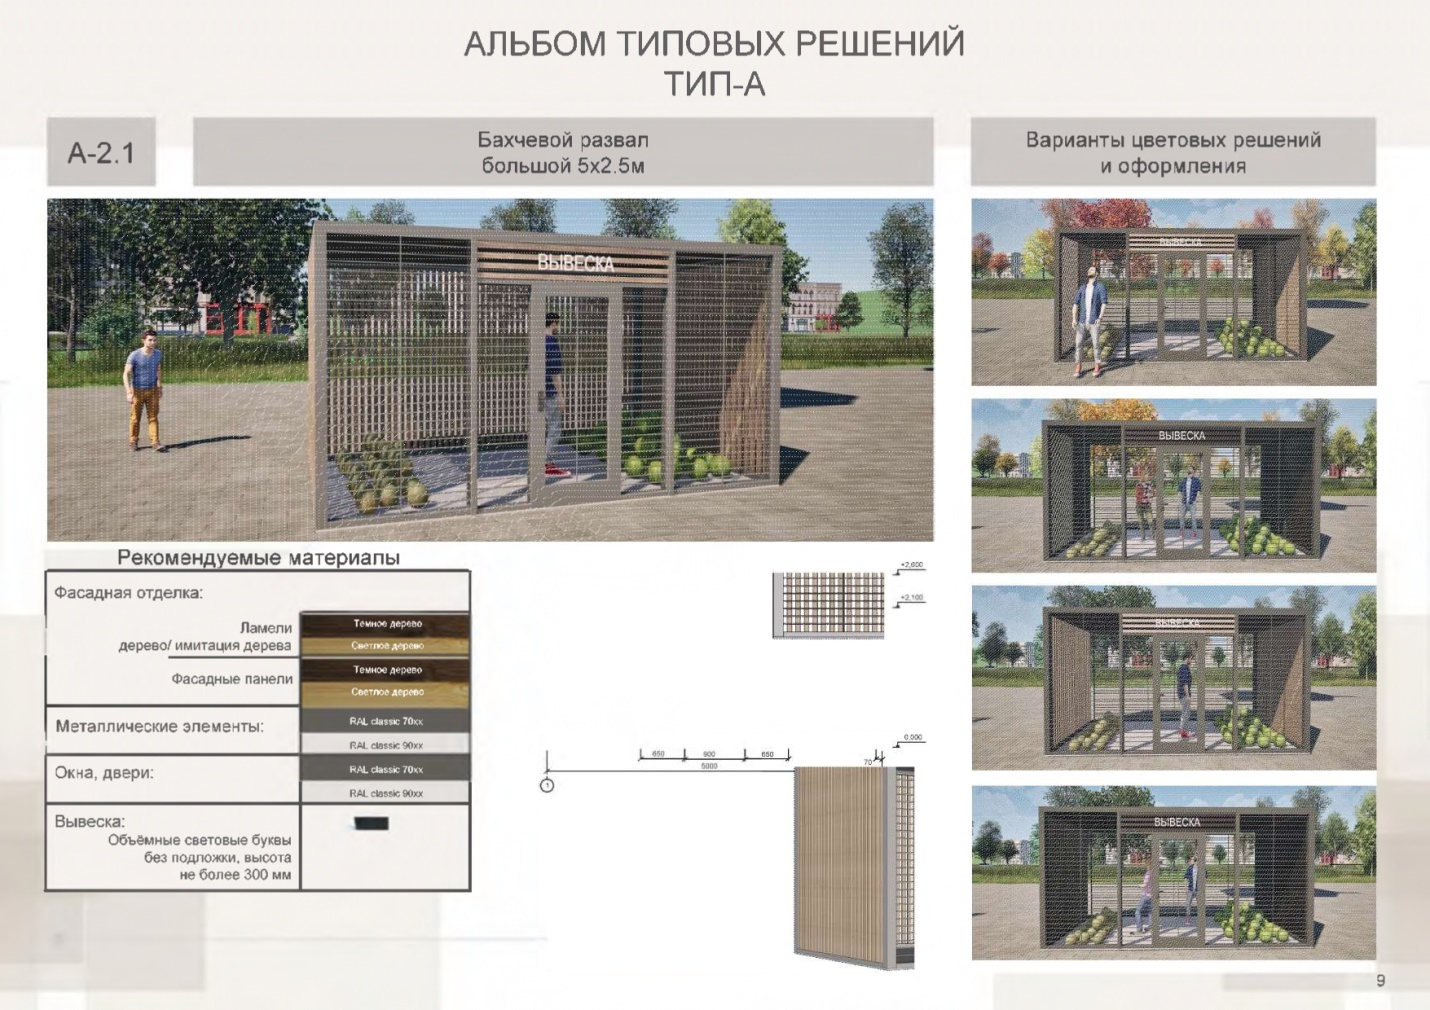 АЛЬБОМ ТИПОВЫХ РЕШЕНИЙ
ТИП-А
А-2.1
Бахчевой развал
большой 5х2.5м
Варианты цветовых решений
и оформления
ВЫВЕСКА
ВЫВЕСКА
ВЫВЕСКА
ВЫВЕСКА
ВЫВЕСКА
Рекомендуемые материалы
Фасадная отделка:
Ламели
дерево/ имитация дерева
Темное дерево
Светлое дерево
Фасадные панели
Темное дерево
Светлое дерево
Металлические элементы:
RAL classic 70xx
RAL classic 90xx
Окна, двери:
RAL classic 70xx
RAL classic 90xx
Вывеска:
Объёмные световые буквы
без подложки, высота
не более 300 мм
+2,600
+2,100
0,000
650
900
650
70
5000
1
9